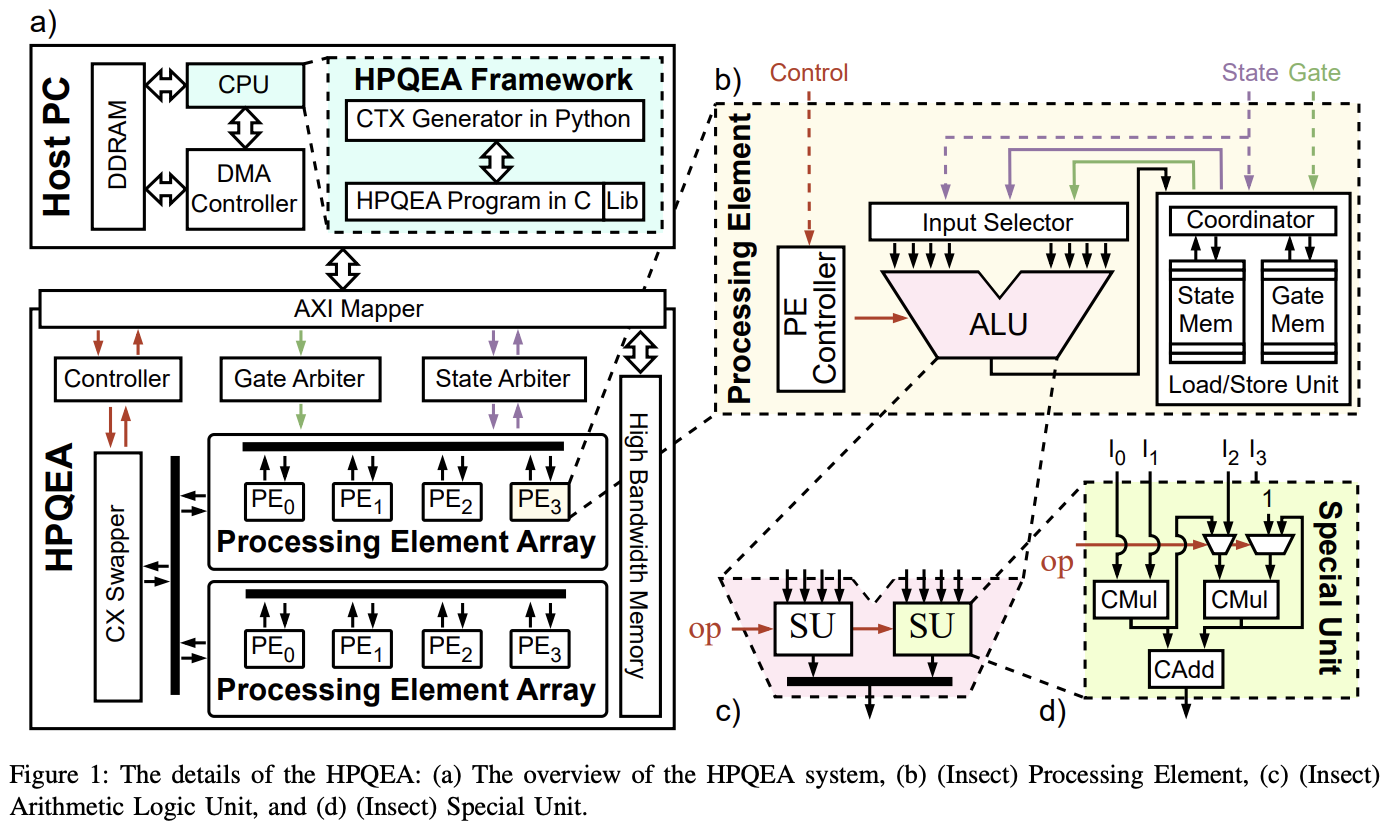 a)
Host PC
DDRAM
CPU
DMA
Controller
HPQEA Framework
CTX Generator in Python
HPQEA Program in C
Lib
AXI Mapper
HPQEA
Controller
Gate Arbiter
State Arbiter
CX Swapper
PE0
PE1
PE2
PE3
Processing Element Array
PE0
PE1
PE2
PE3
Processing Element Array
High Bandwidth Memory
b)
Control
State
Gate
Processing Element
PE
Controller
Input Selector
ALU
Coordinator
State
Mem
Gate
Mem
Load/Store Unit
c)
op
SU
SU
d)
I0
I1
I2
I3
1
op
CMul
CMul
CAdd
Special Unit
Figure 1: The details of the HPQEA: (a) The overview of the HPQEA system, (b) (Insect) Processing Element, (c) (Insect)
Arithmetic Logic Unit, and (d) (Insect) Special Unit.